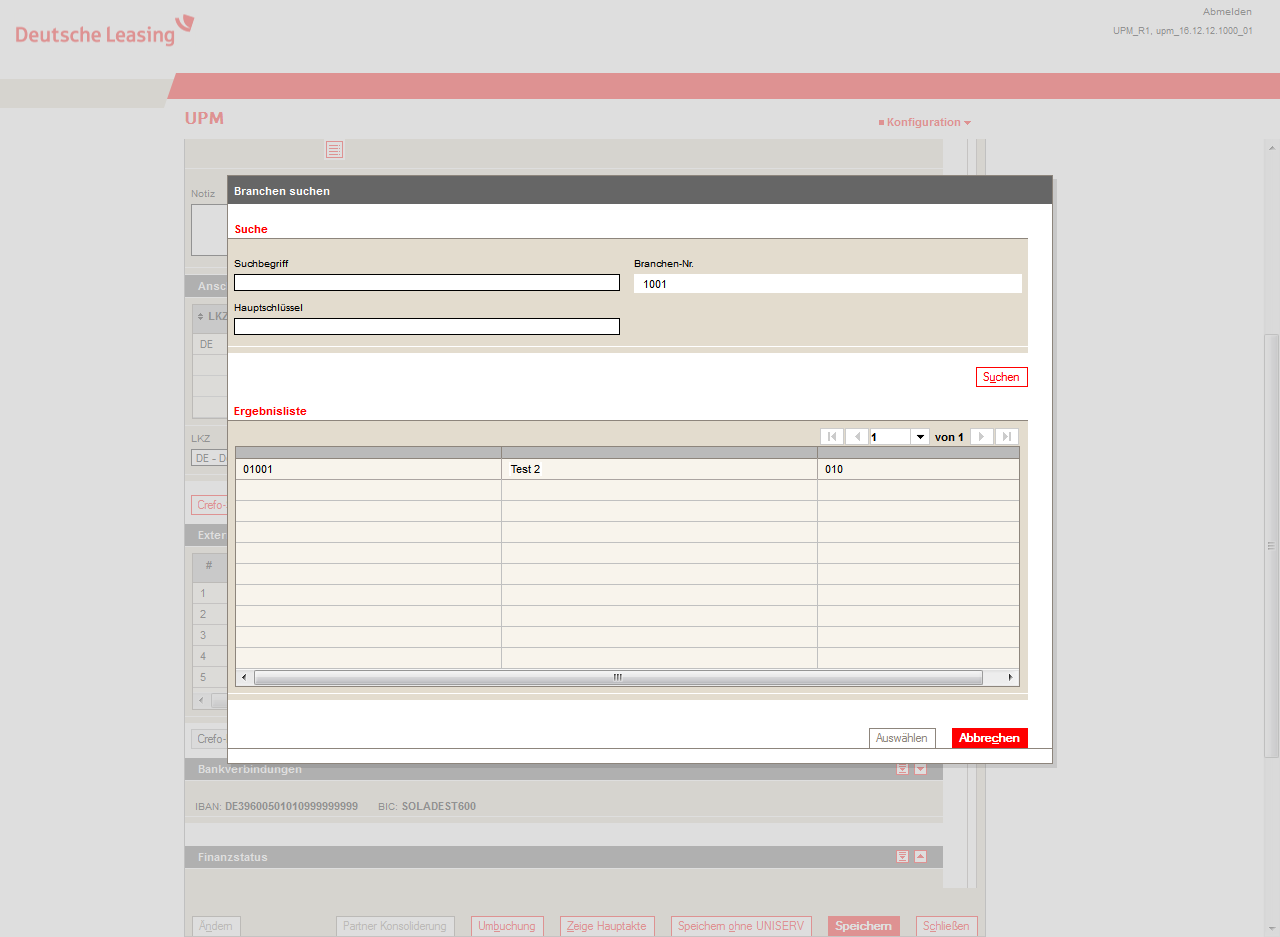 Deutsche Leasing
Abmelden
UPM_R1, upm_16.12.12.1000_01
UPM
Konfiguration
Notiz
Branchen suchen
Suche
Suchbegriff
Branchen-Nr.
1001
Hauptschlüssel
Suchen
Ergebnisliste
1 von 1
01001 Test 2 010
Auswählen
Abbrechen
Ansc
LKZ
DE
LKZ
DE - D
Crefo-
Exter
#
1
2
3
4
5
Crefo-
Bankverbindungen
IBAN: DE39600501010999999999 BIC: SOLADEST600
Finanzstatus
Ändern
Partner Konsolidierung
Umbuchung
Zeige Hauptakte
Speichern ohne UNISERV
Speichern
Schließen